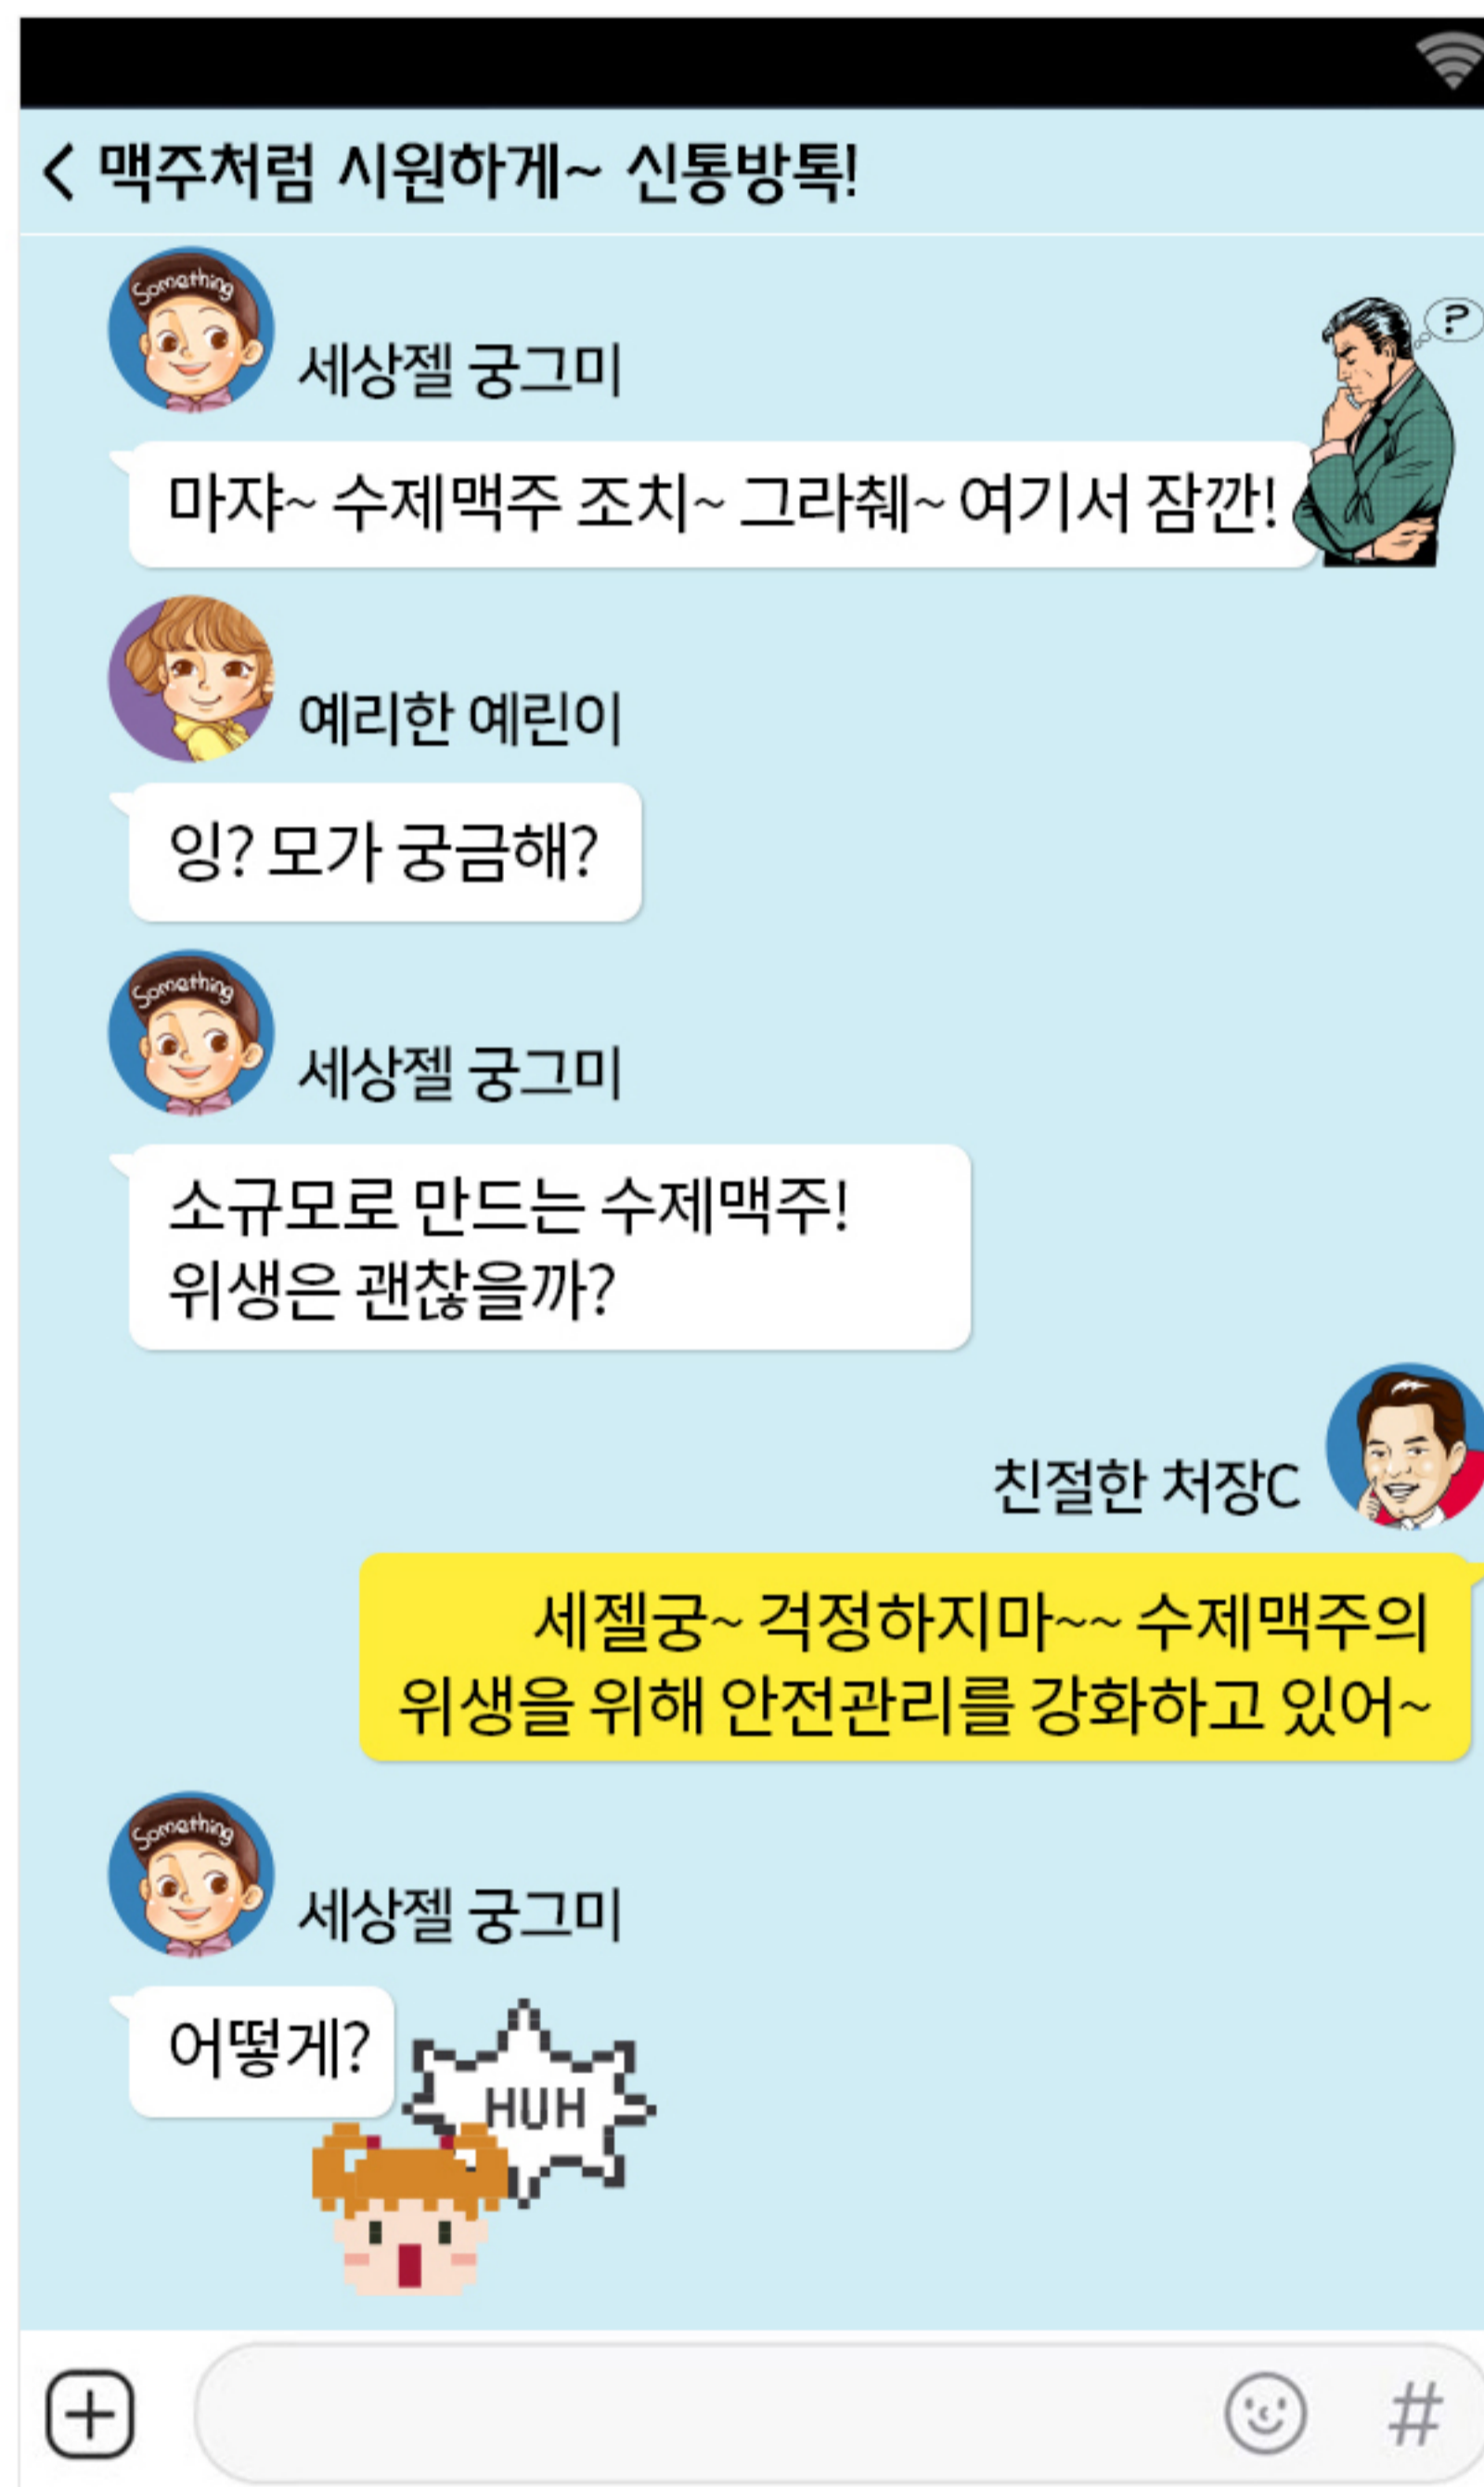 맥주처럼 시원하게~ 신통방톡!
Something
세상젤 궁그미
?
마쟈~ 수제맥주 조치~ 그라췌~ 여기서 잠깐!
예리한 예린이
잉? 모가 궁금해?
Something
세상젤 궁그미
소규모로 만드는 수제맥주!
위생은 괜찮을까?
친절한 처장C
세젤궁~ 걱정하지마~~ 수제맥주의
위생을 위해 안전관리를 강화하고 있어~
Something
세상젤 궁그미
어떻게?
HUH
#